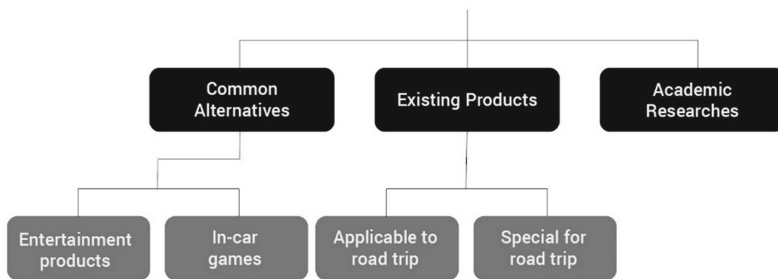 Common
Alternatives
Existing Products
Academic
Researches
Entertainment
products
In-car
games
Applicable to
road trip
Special for
road trip